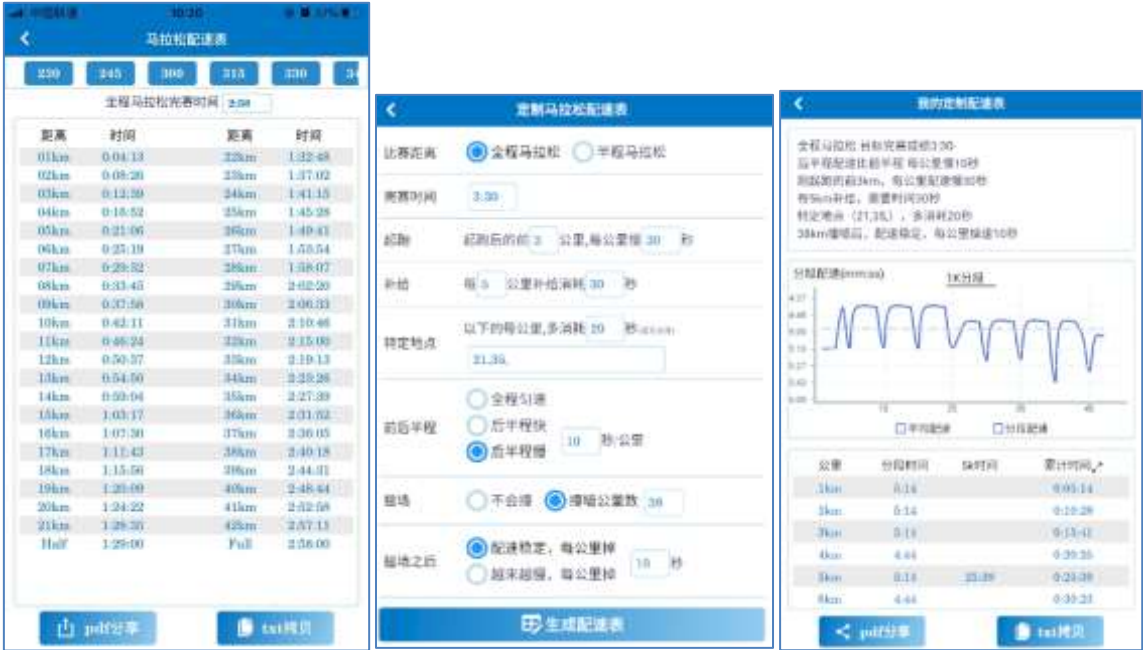 10:20
马拉松配速表
230 245 300 315 330
全程马拉松完赛时间 2:58
距离 时间 距离 时间
01km 0:04:13 22km 1:32:48
02km 0:08:26 23km 1:37:02
03km 0:12:39 24km 1:41:15
04km 0:16:52 25km 1:45:28
05km 0:21:06 26km 1:49:41
06km 0:25:19 27km 1:53:54
07km 0:29:32 28km 1:58:07
08km 0:33:45 29km 2:02:20
09km 0:37:58 30km 2:06:33
10km 0:42:11 31km 2:10:46
11km 0:46:24 32km 2:15:00
12km 0:50:37 33km 2:19:13
13km 0:54:50 34km 2:23:26
14km 0:59:04 35km 2:27:39
15km 1:03:17 36km 2:31:52
16km 1:07:30 37km 2:36:05
17km 1:11:43 38km 2:40:18
18km 1:15:56 39km 2:44:31
19km 1:20:09 40km 2:48:44
20km 1:24:22 41km 2:52:58
21km 1:28:35 42km 2:57:11
Half 1:29:00 Full 2:58:00
pdf分享 txt拷贝
定制马拉松配速表
比赛距离 全程马拉松 半程马拉松
完赛时间 3:30
起跑 起跑后的前 3 公里,每公里慢 30 秒
补给 每 5 公里补给消耗 30 秒
特定地点 以下的每公里,多消耗 20 秒
21,35,
全程匀速
前后半程 后半程快
后半程慢 10 秒/公里
撞墙 不会撞 撞墙公里数 38
撞墙之后 配速稳定，每公里掉 10 秒
越来越慢，每公里掉
生成配速表
我的定制配速表
全程马拉松 目标完赛成绩3:30
后半程配速比前半程 每公里慢10秒
刚起跑的前3km，每公里配速慢30秒
每5km补给，需要时间30秒
特定地点（21,35,），多消耗20秒
38km撞墙后，配速稳定，每公里掉速10秒
分段配速(mm:ss) 1K分段
平均配速 分段配速
公里 分段时间 5k时间 累计时间
1km 5:14 0:05:14
2km 5:14 0:10:28
3km 5:14 0:15:41
4km 4:44 0:20:25
5km 5:14 25:39 0:25:39
6km 4:44 0:30:23
pdf分享 txt拷贝